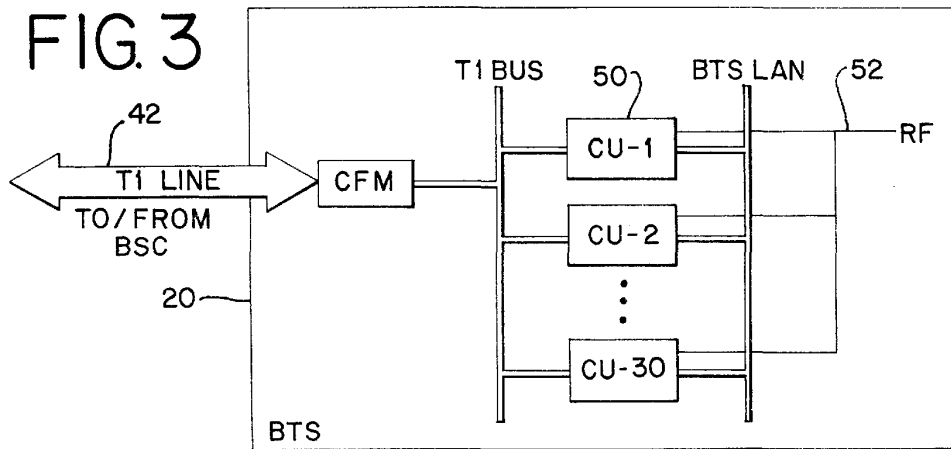 FIG. 3
42
T1 LINE
TO/FROM
BSC
20
CFM
T1 BUS
50
BTS LAN
52
RF
CU-1
CU-2
CU-30
BTS